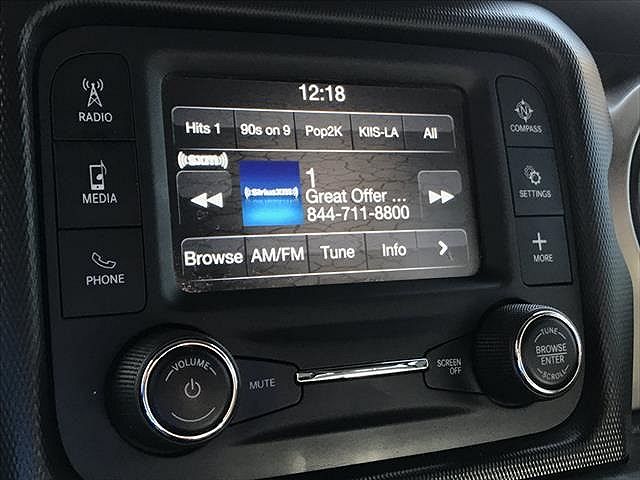 12:18
Hits 1 90s on 9 Pop2K KIIS-LA All
((sxm))
((SiriusXM))
1
Great Offer ...
844-711-8800
Browse AM/FM Tune Info >
RADIO
MEDIA
PHONE
N
COMPASS
SETTINGS
+
MORE
VOLUME
MUTE
SCREEN
OFF
TUNE
BROWSE
ENTER
SCROLL